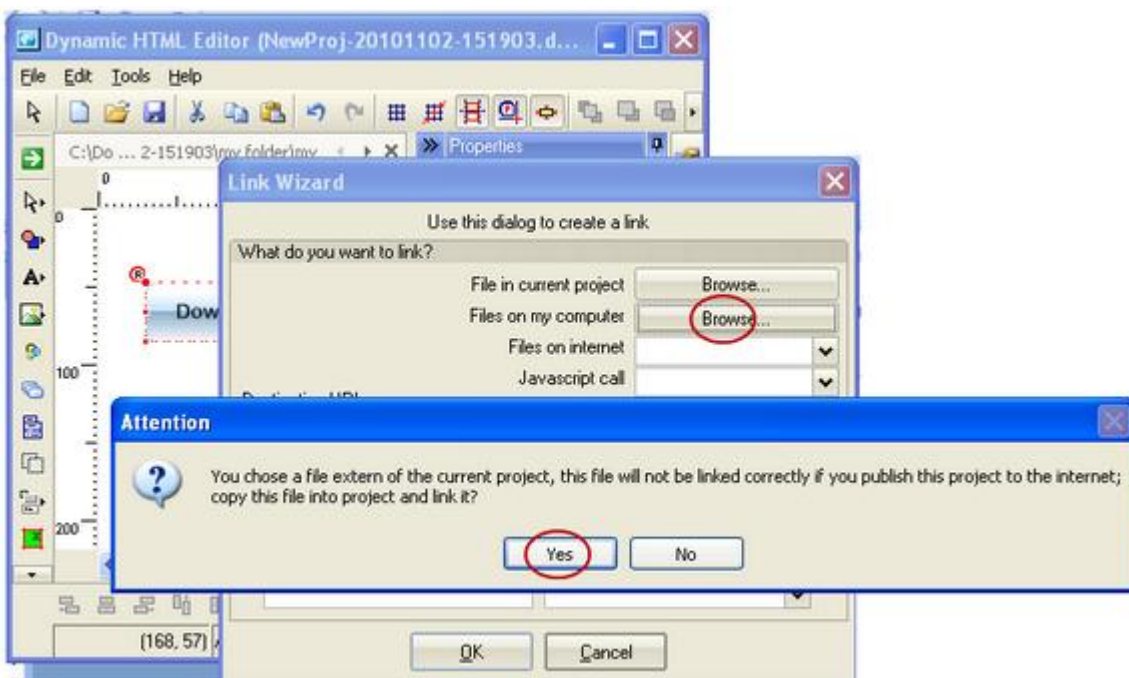 Dynamic HTML Editor (NewProj-20101102-151903.d...
File Edit Tools Help
C:\Do ... 2-151903\my folder\my
Properties
0
0
100
200
R
Dow
Link Wizard
Use this dialog to create a link
What do you want to link?
File in current project Browse...
Files on my computer Browse...
Files on internet
Javascript call
Attention
You chose a file extern of the current project, this file will not be linked correctly if you publish this project to the internet;
copy this file into project and link it?
Yes No
(168, 57)
OK Cancel